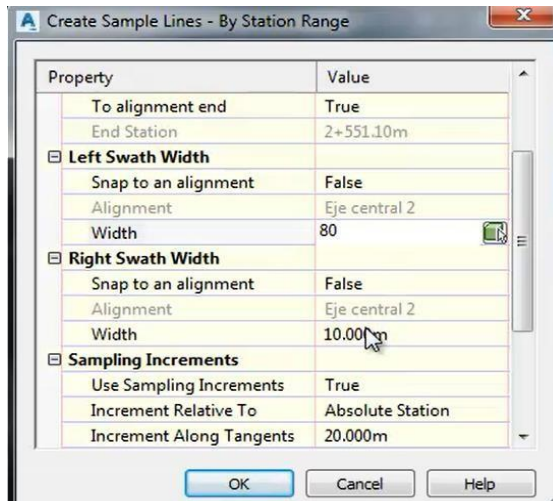 Create Sample Lines - By Station Range
Property Value
To alignment end True
End Station 2+551.10m
Left Swath Width
Snap to an alignment False
Alignment Eje central 2
Width 80
Right Swath Width
Snap to an alignment False
Alignment Eje central 2
Width 10.000m
Sampling Increments
Use Sampling Increments True
Increment Relative To Absolute Station
Increment Along Tangents 20.000m
OK Cancel Help